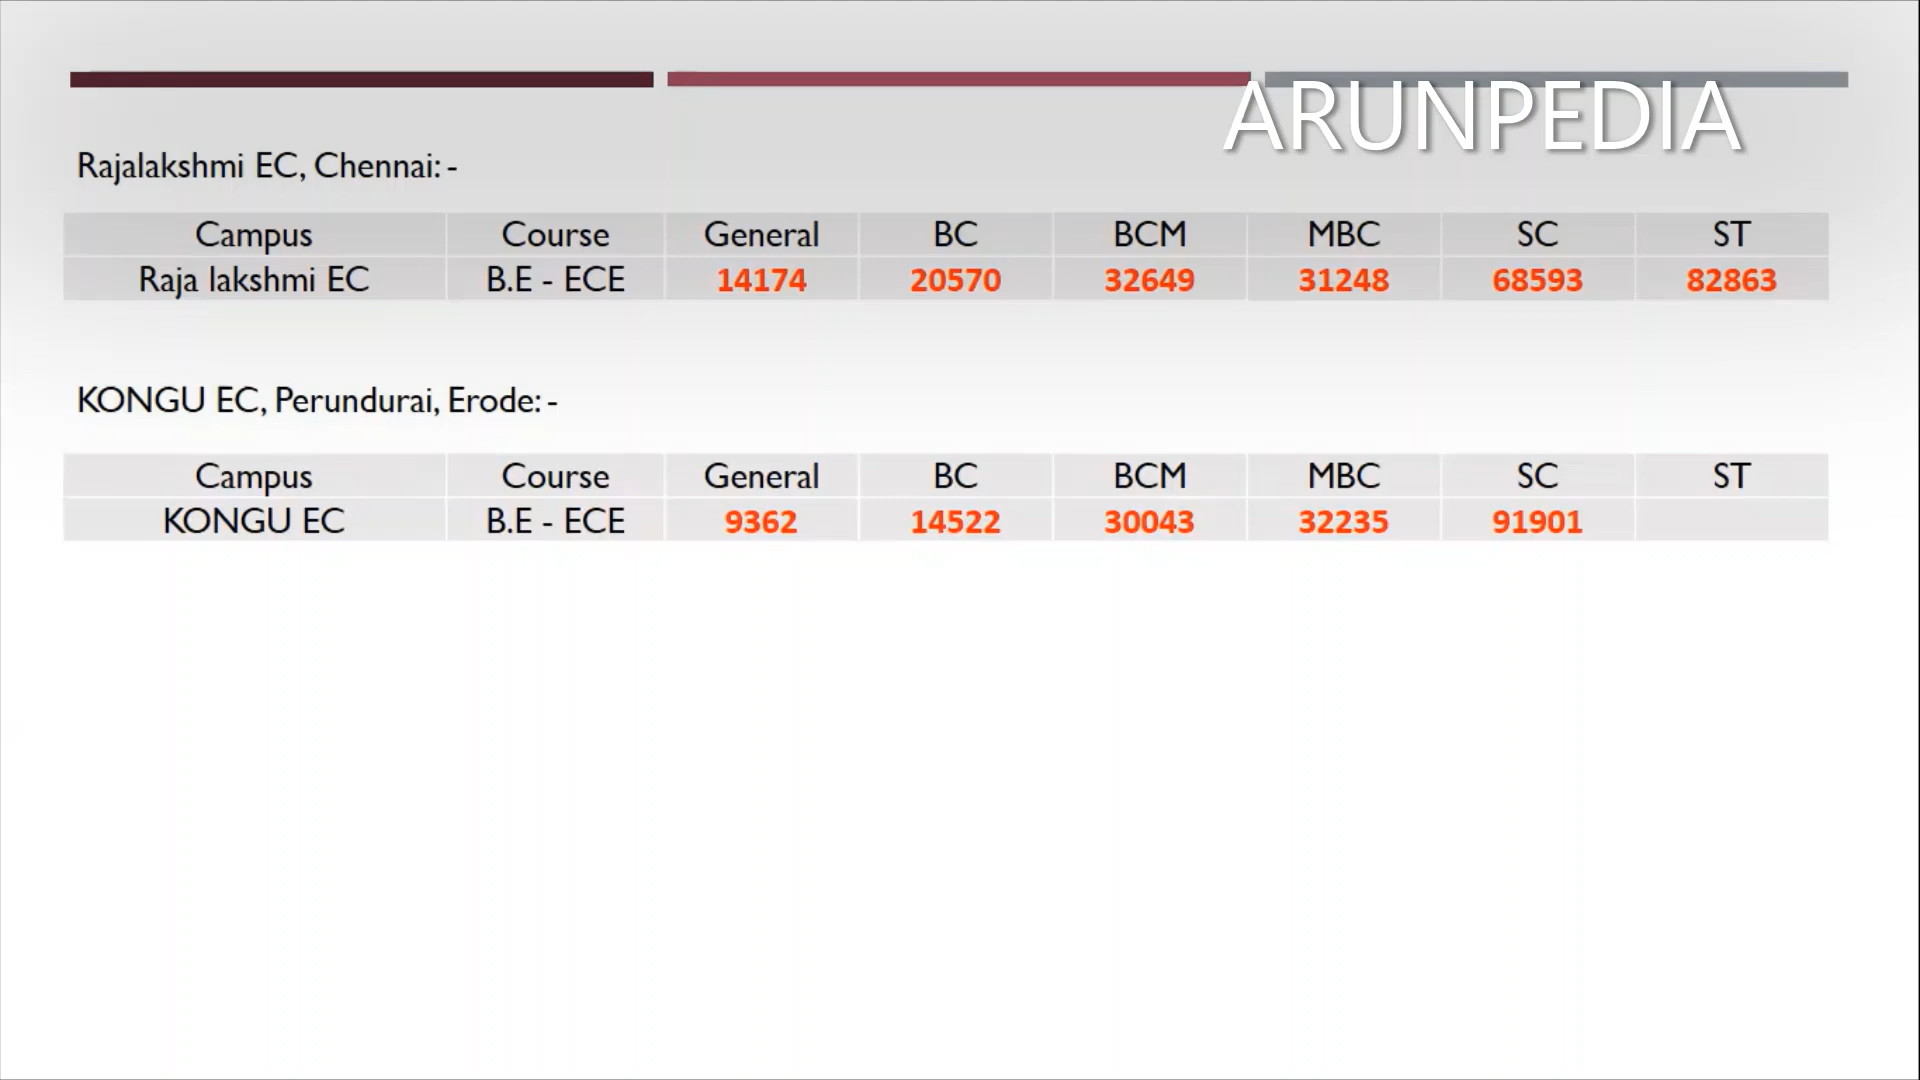 ARUNPEDIA
Rajalakshmi EC, Chennai: -
Campus Course General BC BCM MBC SC ST
Raja lakshmi EC B.E - ECE 14174 20570 32649 31248 68593 82863
KONGU EC, Perundurai, Erode: -
Campus Course General BC BCM MBC SC ST
KONGU EC B.E - ECE 9362 14522 30043 32235 91901